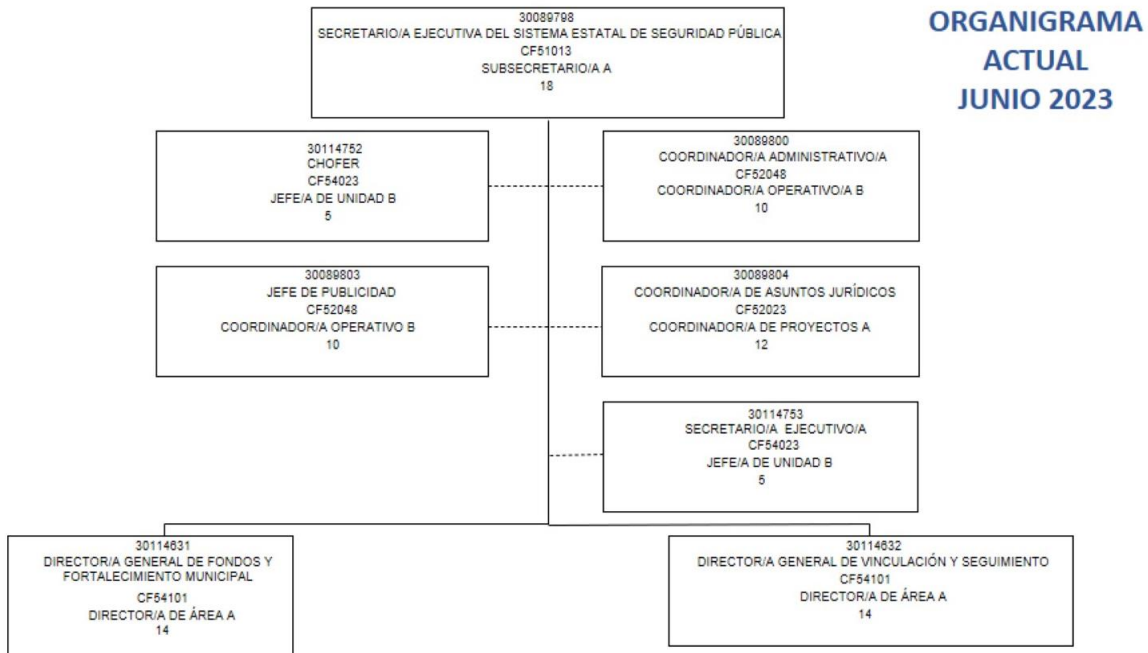 30089798
SECRETARIO/A EJECUTIVA DEL SISTEMA ESTATAL DE SEGURIDAD PÚBLICA
CF51013
SUBSECRETARIO/A A
18
ORGANIGRAMA
ACTUAL
JUNIO 2023
30114752
CHOFER
CF54023
JEFE/A DE UNIDAD B
5
30089800
COORDINADOR/A ADMINISTRATIVO/A
CF52048
COORDINADOR/A OPERATIVO/A B
10
30089803
JEFE DE PUBLICIDAD
CF52048
COORDINADOR/A OPERATIVO B
10
30089804
COORDINADOR/A DE ASUNTOS JURÍDICOS
CF52023
COORDINADOR/A DE PROYECTOS A
12
30114753
SECRETARIO/A EJECUTIVO/A
CF54023
JEFE/A DE UNIDAD B
5
30114631
DIRECTOR/A GENERAL DE FONDOS Y
FORTALECIMIENTO MUNICIPAL
CF54101
DIRECTOR/A DE ÁREA A
14
30114632
DIRECTOR/A GENERAL DE VINCULACIÓN Y SEGUIMIENTO
CF54101
DIRECTOR/A DE ÁREA A
14